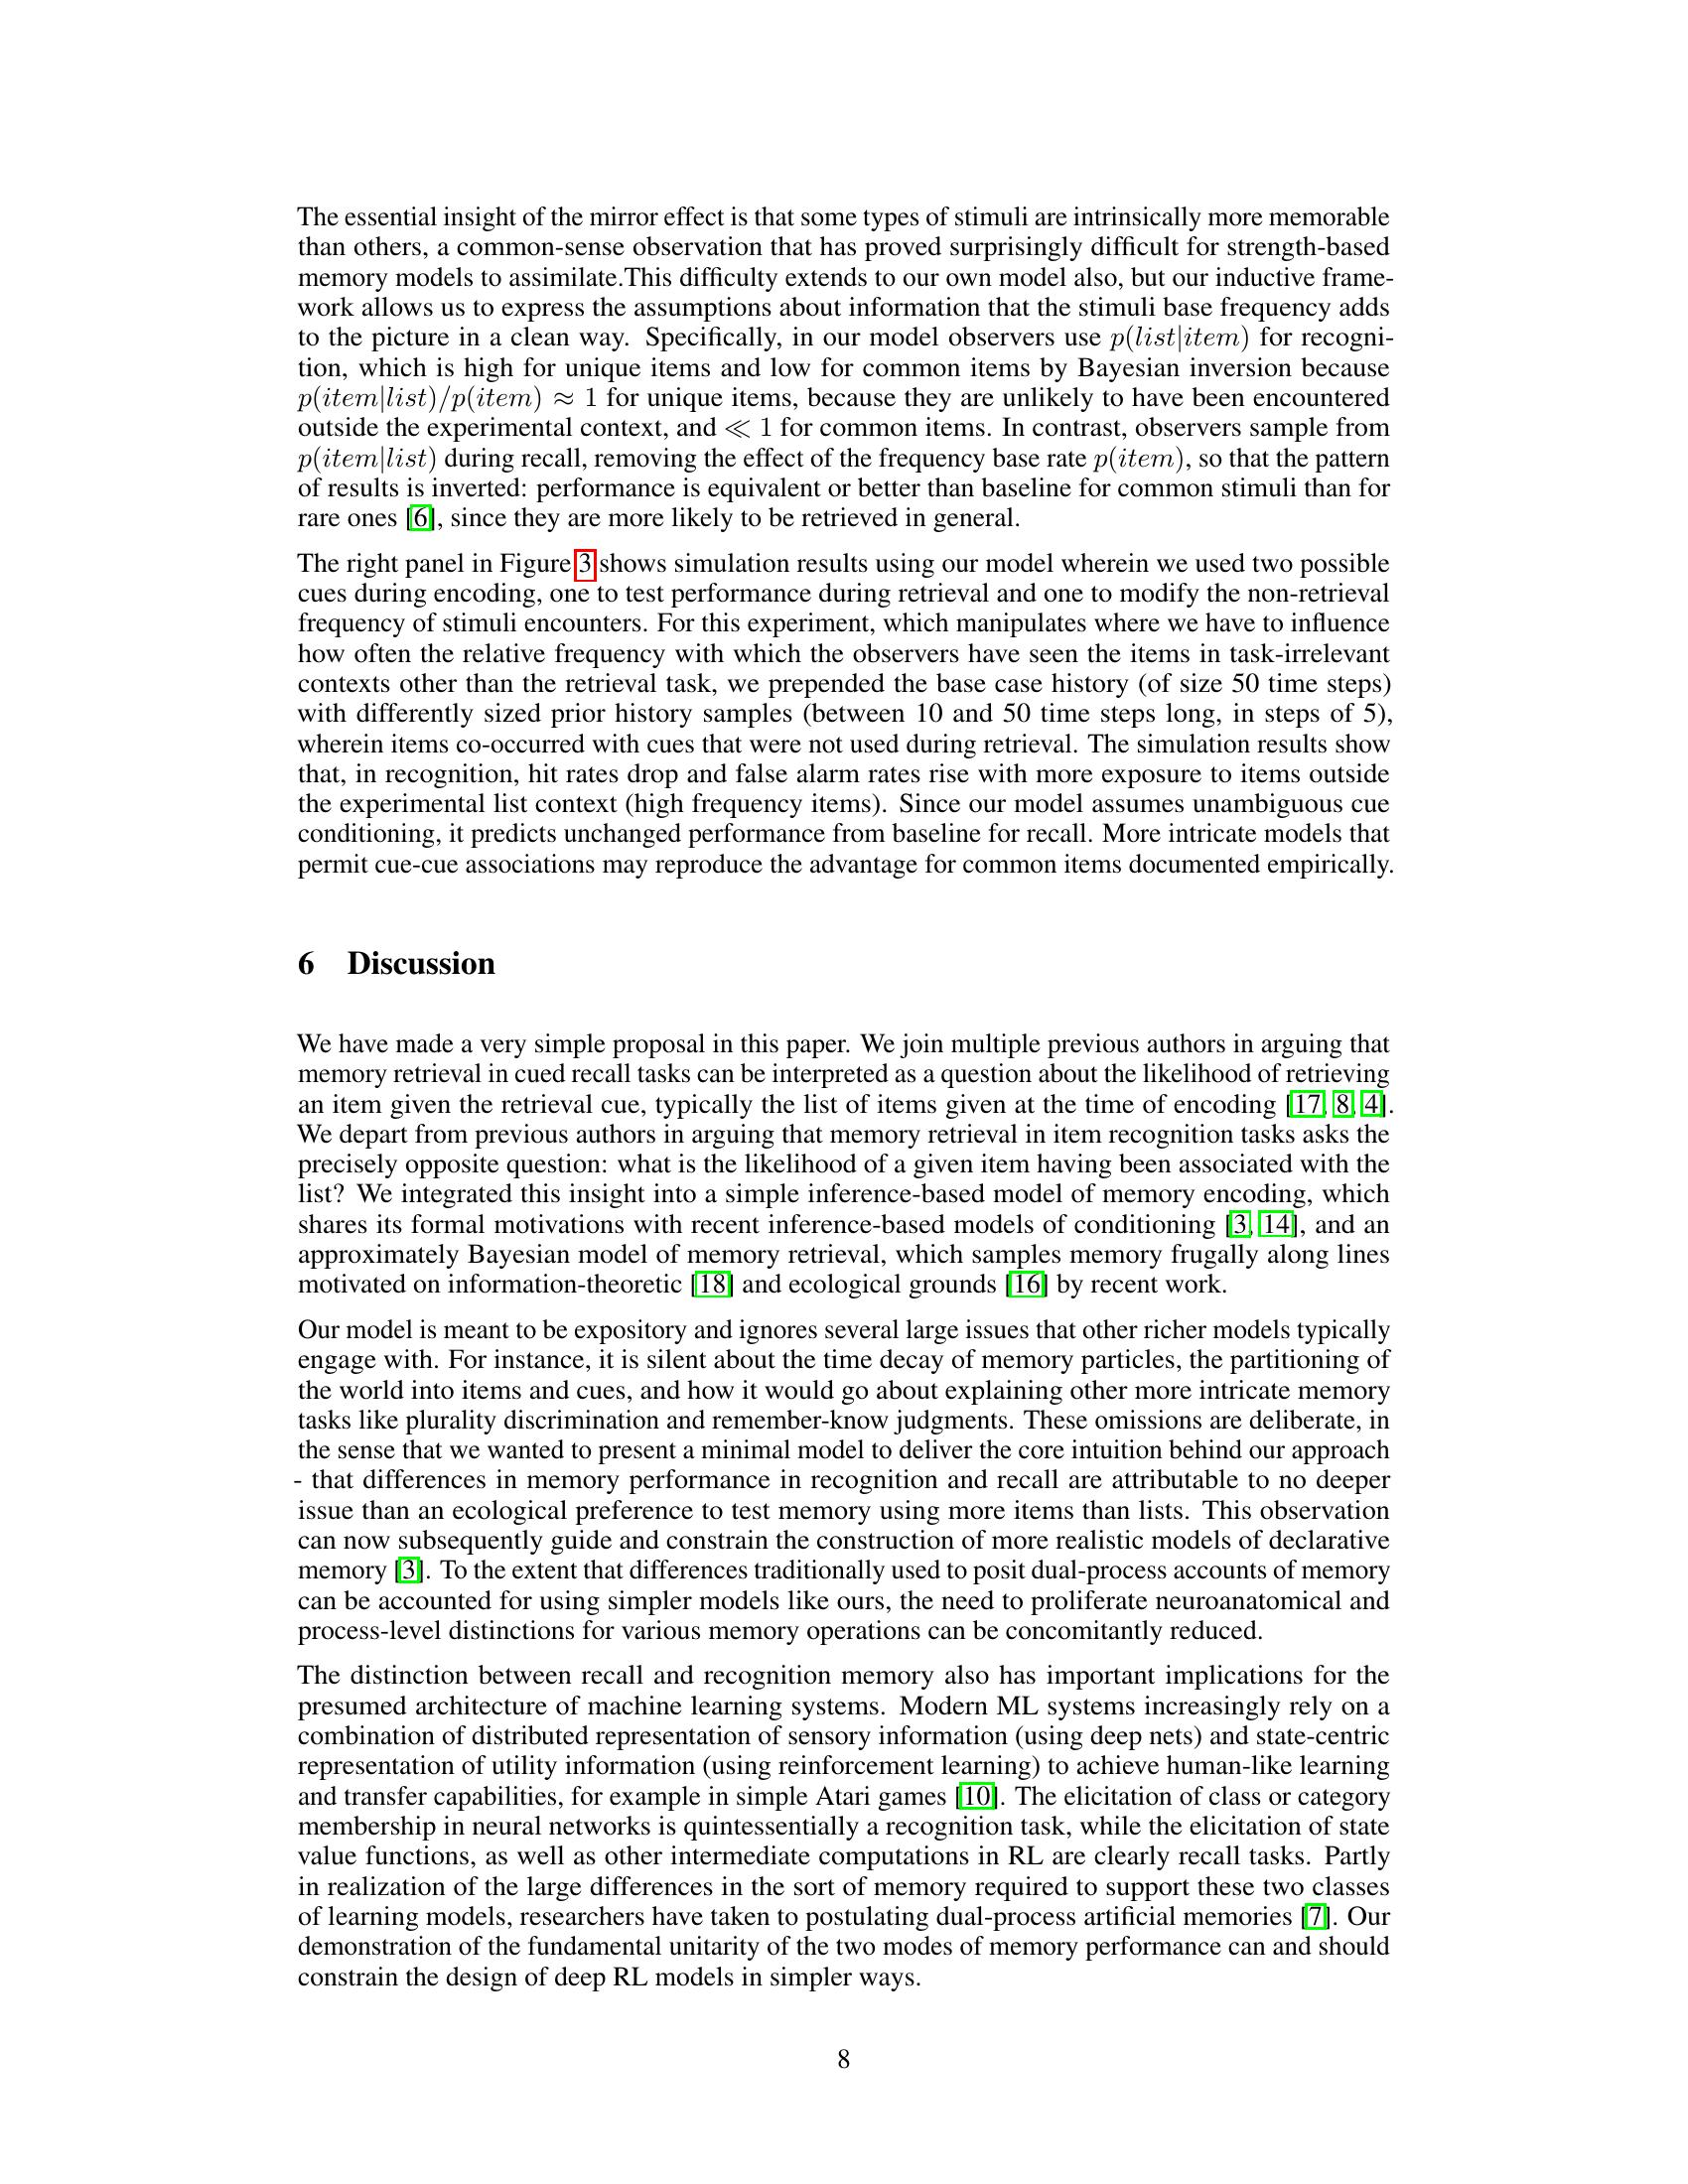 The essential insight of the mirror effect is that some types of stimuli are intrinsically more memorable
than others, a common-sense observation that has proved surprisingly difficult for strength-based
memory models to assimilate.This difficulty extends to our own model also, but our inductive frame-
work allows us to express the assumptions about information that the stimuli base frequency adds
to the picture in a clean way. Specifically, in our model observers use p(list|item) for recogni-
tion, which is high for unique items and low for common items by Bayesian inversion because
p(item|list)/p(item) ≈ 1 for unique items, because they are unlikely to have been encountered
outside the experimental context, and ≪ 1 for common items. In contrast, observers sample from
p(item|list) during recall, removing the effect of the frequency base rate p(item), so that the pattern
of results is inverted: performance is equivalent or better than baseline for common stimuli than for
rare ones [6], since they are more likely to be retrieved in general.
The right panel in Figure 3 shows simulation results using our model wherein we used two possible
cues during encoding, one to test performance during retrieval and one to modify the non-retrieval
frequency of stimuli encounters. For this experiment, which manipulates where we have to influence
how often the relative frequency with which the observers have seen the items in task-irrelevant
contexts other than the retrieval task, we prepended the base case history (of size 50 time steps)
with differently sized prior history samples (between 10 and 50 time steps long, in steps of 5),
wherein items co-occurred with cues that were not used during retrieval. The simulation results show
that, in recognition, hit rates drop and false alarm rates rise with more exposure to items outside
the experimental list context (high frequency items). Since our model assumes unambiguous cue
conditioning, it predicts unchanged performance from baseline for recall. More intricate models that
permit cue-cue associations may reproduce the advantage for common items documented empirically.
6 Discussion
We have made a very simple proposal in this paper. We join multiple previous authors in arguing that
memory retrieval in cued recall tasks can be interpreted as a question about the likelihood of retrieving
an item given the retrieval cue, typically the list of items given at the time of encoding [17, 8, 4].
We depart from previous authors in arguing that memory retrieval in item recognition tasks asks the
precisely opposite question: what is the likelihood of a given item having been associated with the
list? We integrated this insight into a simple inference-based model of memory encoding, which
shares its formal motivations with recent inference-based models of conditioning [3, 14], and an
approximately Bayesian model of memory retrieval, which samples memory frugally along lines
motivated on information-theoretic [18] and ecological grounds [16] by recent work.
Our model is meant to be expository and ignores several large issues that other richer models typically
engage with. For instance, it is silent about the time decay of memory particles, the partitioning of
the world into items and cues, and how it would go about explaining other more intricate memory
tasks like plurality discrimination and remember-know judgments. These omissions are deliberate, in
the sense that we wanted to present a minimal model to deliver the core intuition behind our approach
- that differences in memory performance in recognition and recall are attributable to no deeper
issue than an ecological preference to test memory using more items than lists. This observation
can now subsequently guide and constrain the construction of more realistic models of declarative
memory [3]. To the extent that differences traditionally used to posit dual-process accounts of memory
can be accounted for using simpler models like ours, the need to proliferate neuroanatomical and
process-level distinctions for various memory operations can be concomitantly reduced.
The distinction between recall and recognition memory also has important implications for the
presumed architecture of machine learning systems. Modern ML systems increasingly rely on a
combination of distributed representation of sensory information (using deep nets) and state-centric
representation of utility information (using reinforcement learning) to achieve human-like learning
and transfer capabilities, for example in simple Atari games [10]. The elicitation of class or category
membership in neural networks is quintessentially a recognition task, while the elicitation of state
value functions, as well as other intermediate computations in RL are clearly recall tasks. Partly
in realization of the large differences in the sort of memory required to support these two classes
of learning models, researchers have taken to postulating dual-process artificial memories [7]. Our
demonstration of the fundamental unitarity of the two modes of memory performance can and should
constrain the design of deep RL models in simpler ways.
8